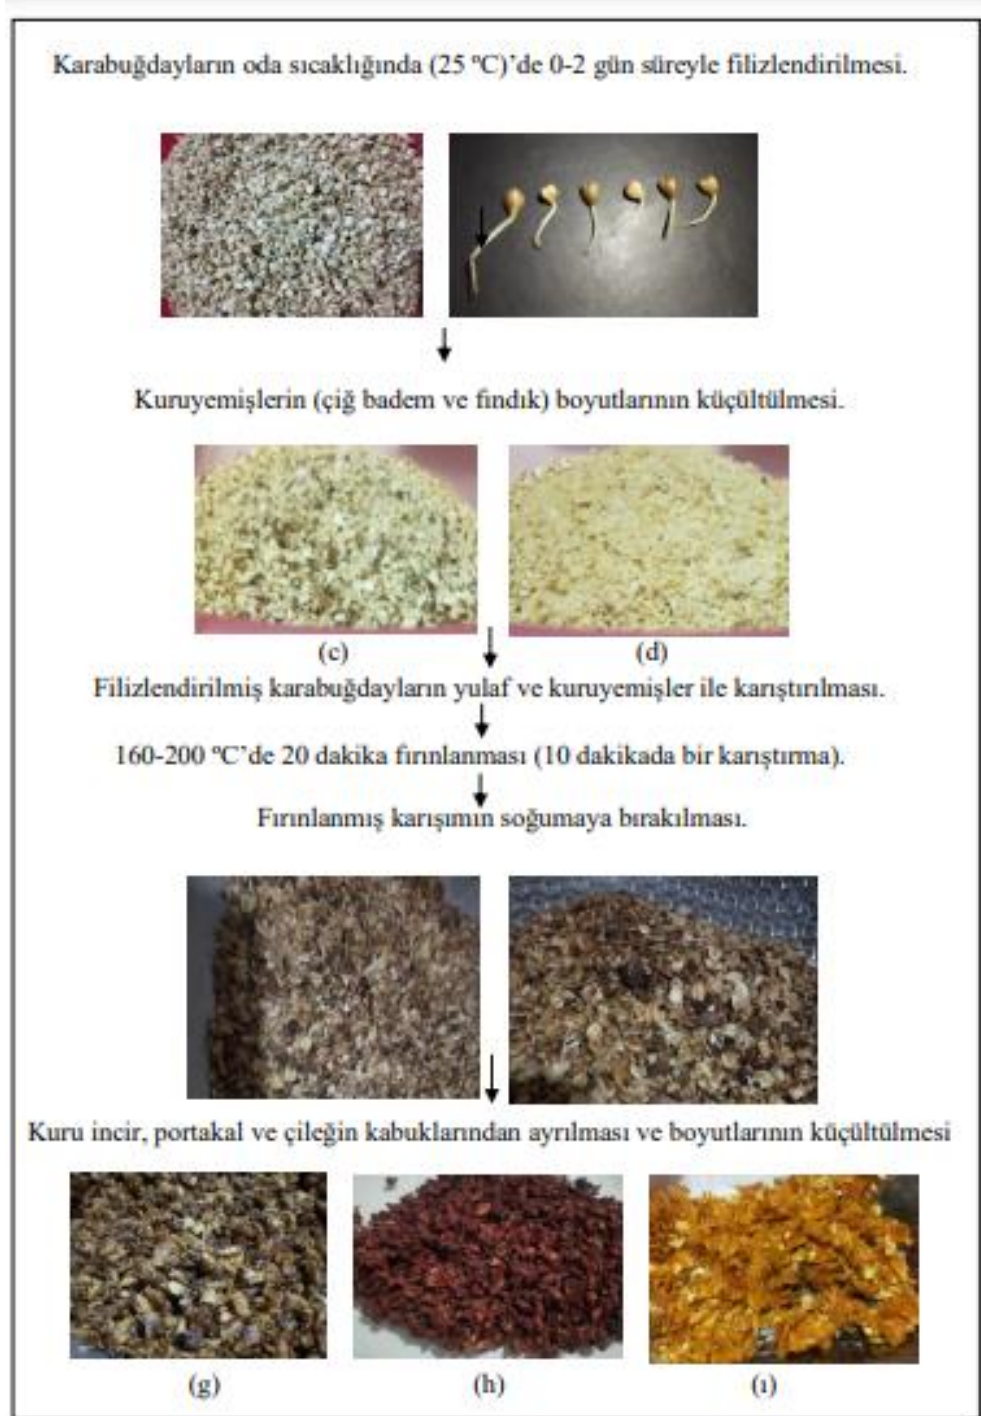 Karabuğdayların oda sıcaklığında (25 ºC)’de 0-2 gün süreyle filizlendirilmesi.
Kuruyemişlerin (çiğ badem ve fındık) boyutlarının küçültülmesi.
(c) (d)
Filizlendirilmiş karabuğdayların yulaf ve kuruyemişler ile karıştırılması.
160-200 ºC’de 20 dakika fırınlanması (10 dakikada bir karıştırma).
Fırınlanmış karışımın soğumaya bırakılması.
Kuru incir, portakal ve çileğin kabuklarından ayrılması ve boyutlarının küçültülmesi
(g) (h) (ı)